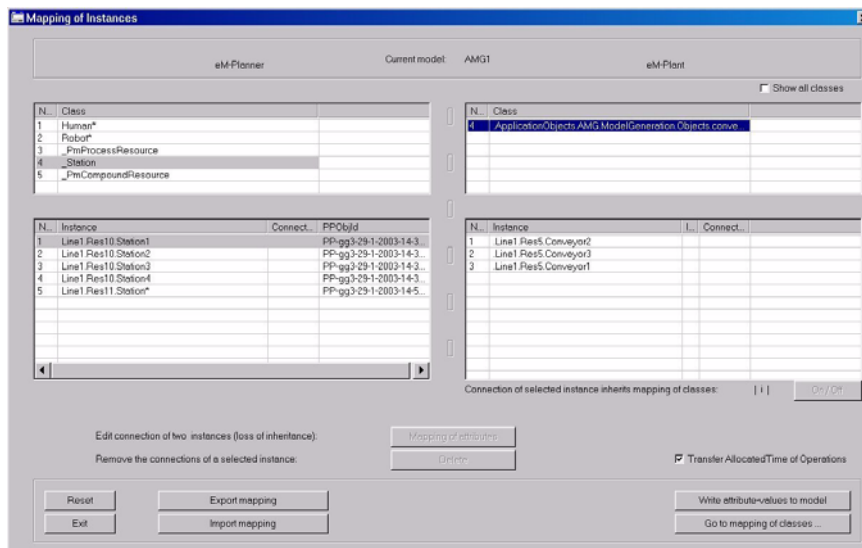 Mapping of Instances
eM-Planner Current model: AMG1 eM-Plant
Show all classes
N... Class
1 Human*
2 Robot*
3 _PmProcessResource
4 _Station
5 _PmCompoundResource
N... Class
4 .ApplicationObjects.AMG.ModelGeneration.Objects.conve...
N... Instance Connect... PPObjId
1 Line1.Res10.Station1 PP-gg3-29-1-2003-14-3...
2 Line1.Res10.Station2 PP-gg3-29-1-2003-14-3...
3 Line1.Res10.Station3 PP-gg3-29-1-2003-14-3...
4 Line1.Res10.Station4 PP-gg3-29-1-2003-14-3...
5 Line1.Res11.Station* PP-gg3-29-1-2003-14-5...
N... Instance I... Connect...
1 .Line1.Res5.Conveyor2
2 .Line1.Res5.Conveyor3
3 .Line1.Res5.Conveyor1
Connection of selected instance inherits mapping of classes: | i | On / Off
Edit connection of two instances (loss of inheritance): Mapping of attributes
Remove the connections of a selected instance: Delete
Transfer AllocatedTime of Operations
Reset Export mapping Write attribute-values to model
Exit Import mapping Go to mapping of classes ...